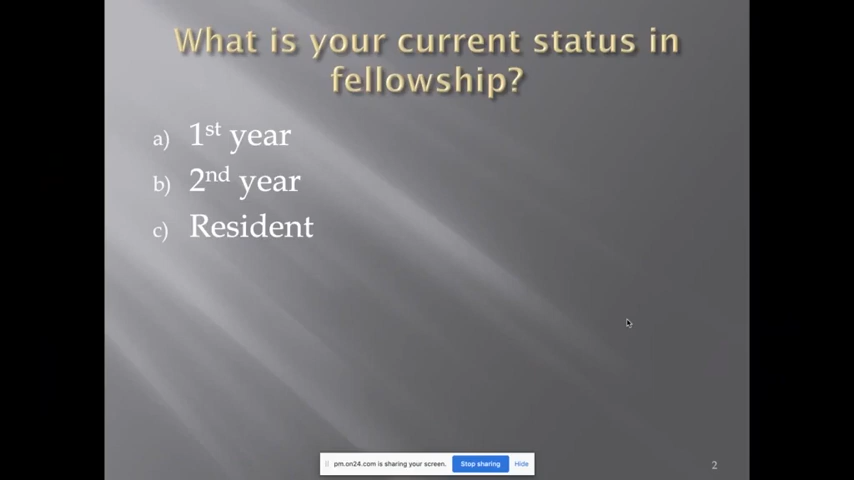 What is your current status in
fellowship?
a) 1st year
b) 2nd year
c) Resident
pm.on24.com is sharing your screen. Stop sharing Hide
2